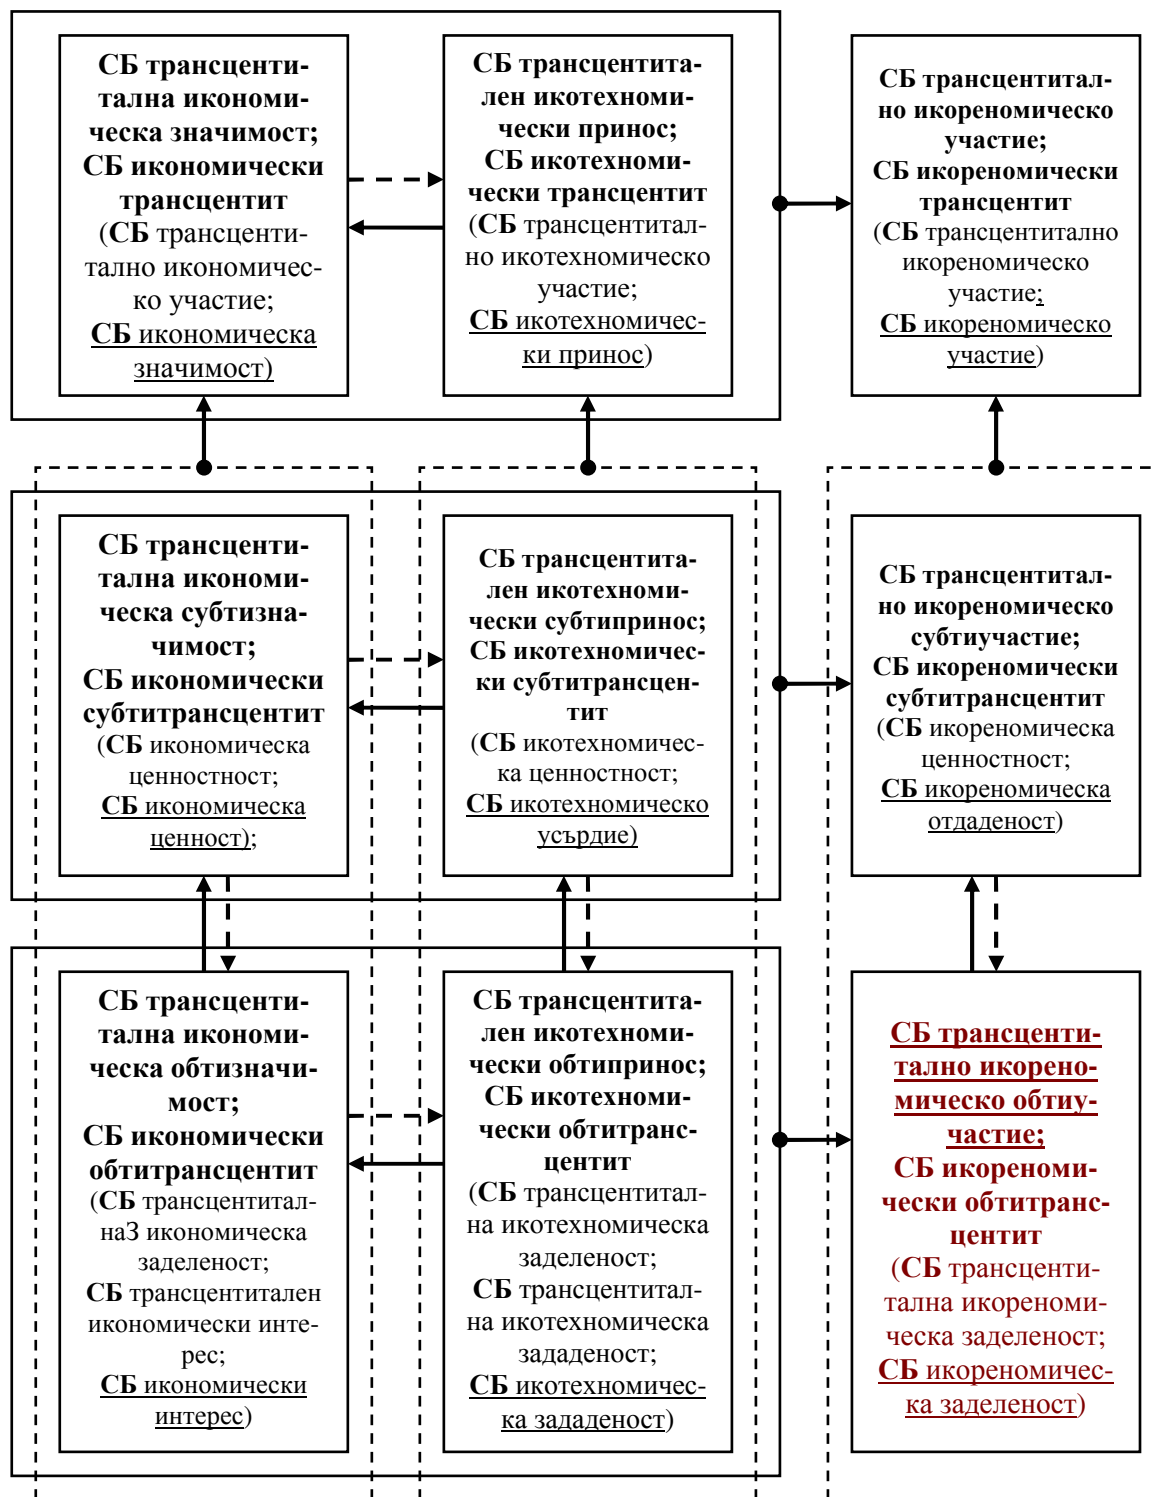 СБ трансценти-
тална икономи-
ческа значимост;
СБ икономически
трансцентит
(СБ трансценти-
тално икономичес-
ко участие;
СБ икономическа
значимост)
СБ трансцентита-
лен икотехноми-
чески принос;
СБ икотехноми-
чески трансцентит
(СБ трансцентитал-
но икотехномическо
участие;
СБ икотехномичес-
ки принос)
СБ трансцентитал-
но икореномическо
участие;
СБ икореномически
трансцентит
(СБ трансцентитално
икореномическо
участие;
СБ икореномическо
участие)
СБ трансценти-
тална икономи-
ческа субтизна-
чимост;
СБ икономически
субтитрансцентит
(СБ икономическа
ценностност;
СБ икономическа
ценност);
СБ трансцентита-
лен икотехноми-
чески субтипринос;
СБ икотехномичес-
ки субтитрансцен-
тит
(СБ икотехномичес-
ка ценностност;
СБ икотехномическо
усърдие)
СБ трансцентитал-
но икореномическо
субтиучастие;
СБ икореномически
субтитрансцентит
(СБ икореномическа
ценностност;
СБ икореномическа
отдаденост)
СБ трансценти-
тална икономи-
ческа обтизначи-
мост;
СБ икономически
обтитрансцентит
(СБ трансцентитал-
наЗ икономическа
заделеност;
СБ трансцентитален
икономически инте-
рес;
СБ икономически
интерес)
СБ трансцентита-
лен икотехноми-
чески обтипринос;
СБ икотехноми-
чески обтитранс-
центит
(СБ трансцентитал-
на икотехномическа
заделеност;
СБ трансцентитал-
на икотехномическа
зададеност;
СБ икотехномичес-
ка зададеност)
СБ трансценти-
тално икорено-
мическо обтиу-
частие;
СБ икореноми-
чески обтитранс-
центит
(СБ трансценти-
тална икореноми-
ческа заделеност;
СБ икореномичес-
ка заделеност)